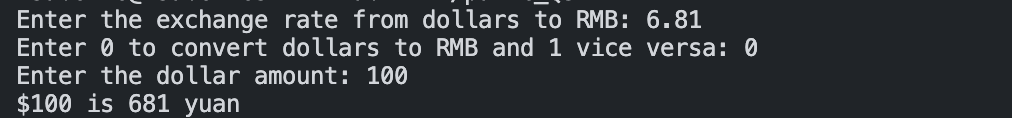 Enter the exchange rate from dollars to RMB: 6.81
Enter 0 to convert dollars to RMB and 1 vice versa: 0
Enter the dollar amount: 100
$100 is 681 yuan